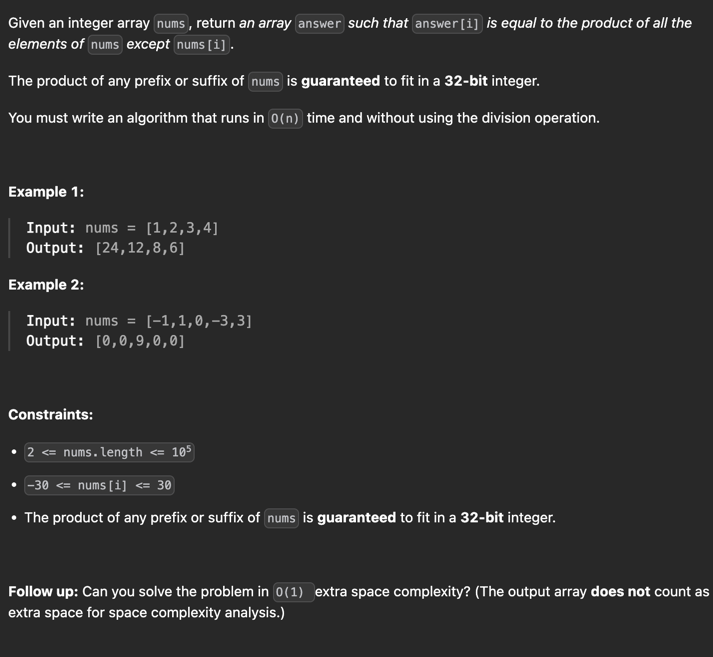 Given an integer array nums, return an array answer such that answer[i] is equal to the product of all the
elements of nums except nums[i].
The product of any prefix or suffix of nums is guaranteed to fit in a 32-bit integer.
You must write an algorithm that runs in O(n) time and without using the division operation.
Example 1:
Input: nums = [1,2,3,4]
Output: [24,12,8,6]
Example 2:
Input: nums = [-1,1,0,-3,3]
Output: [0,0,9,0,0]
Constraints:
• 2 <= nums.length <= 10⁵
• -30 <= nums[i] <= 30
• The product of any prefix or suffix of nums is guaranteed to fit in a 32-bit integer.
Follow up: Can you solve the problem in O(1) extra space complexity? (The output array does not count as
extra space for space complexity analysis.)